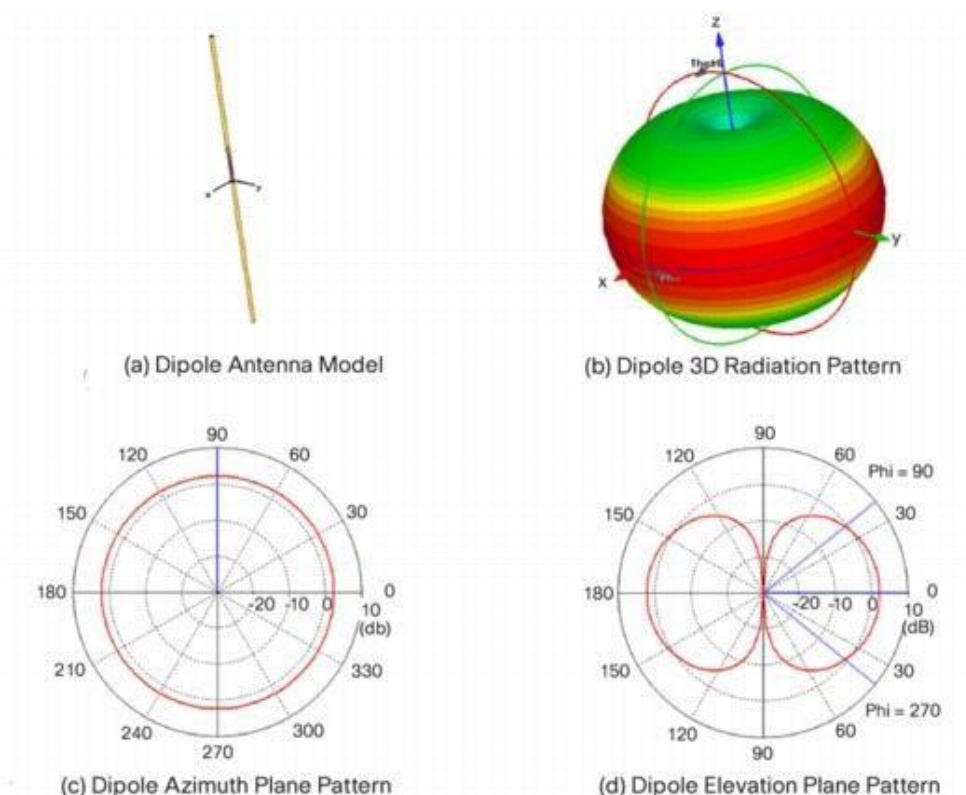 z
Theta
y
x
Phi
x
y
(a) Dipole Antenna Model
(b) Dipole 3D Radiation Pattern
90
120
60
150
30
180
-20
-10
0
10
0
(db)
210
330
240
300
270
90
120
60
Phi = 90
150
30
180
-20
-10
0
10
0
(dB)
150
30
Phi = 270
120
60
90
(c) Dipole Azimuth Plane Pattern
(d) Dipole Elevation Plane Pattern